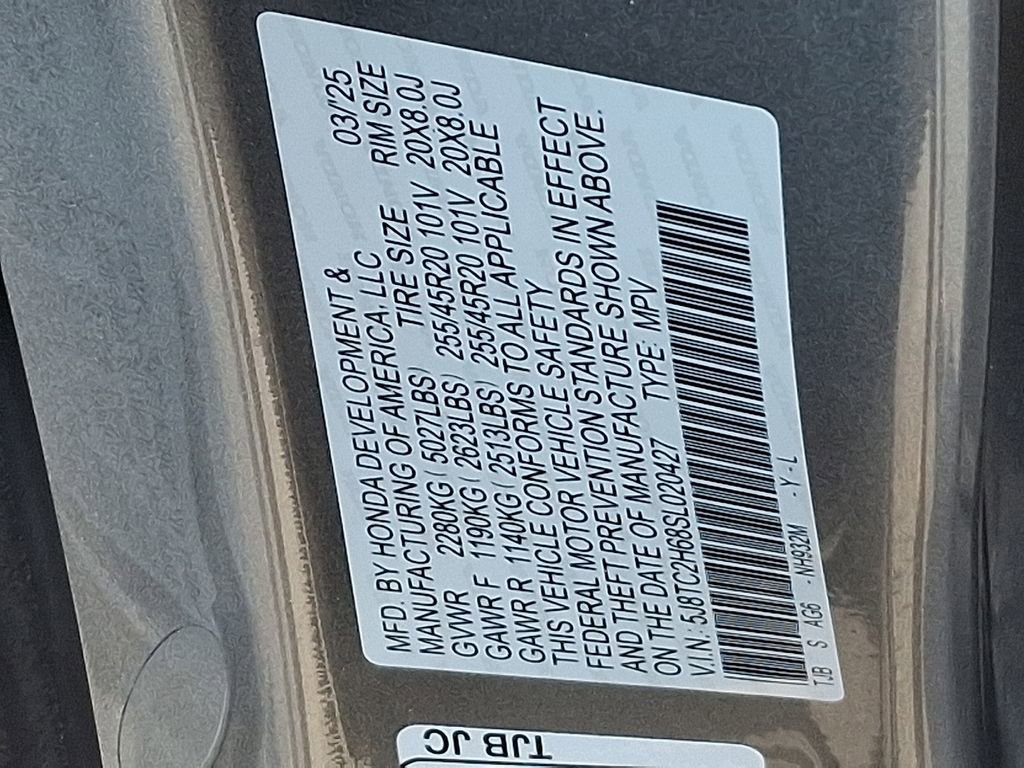 MFD. BY HONDA DEVELOPMENT & 03/'25
MANUFACTURING OF AMERICA, LLC TIRE SIZE RIM SIZE
GVWR 2280KG ( 5027LBS) 255/45R20 101V 20X8.0J
GAWR F 1190KG ( 2623LBS) 255/45R20 101V 20X8.0J
GAWR R 1140KG ( 2513LBS)
THIS VEHICLE CONFORMS TO ALL APPLICABLE
FEDERAL MOTOR VEHICLE SAFETY
AND THEFT PREVENTION STANDARDS IN EFFECT
ON THE DATE OF MANUFACTURE SHOWN ABOVE.
V.I.N: 5J8TC2H68SL020427 TYPE: MPV
TJB S AG6 - NH932M - Y - L
TJB JC
HONDA